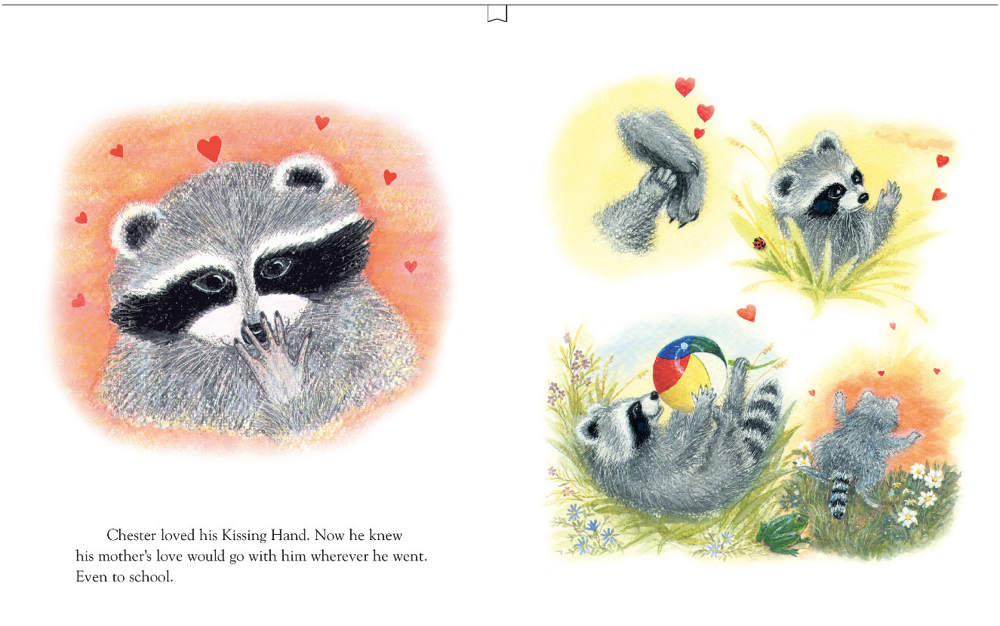 Chester loved his Kissing Hand. Now he knew
his mother’s love would go with him wherever he went.
Even to school.